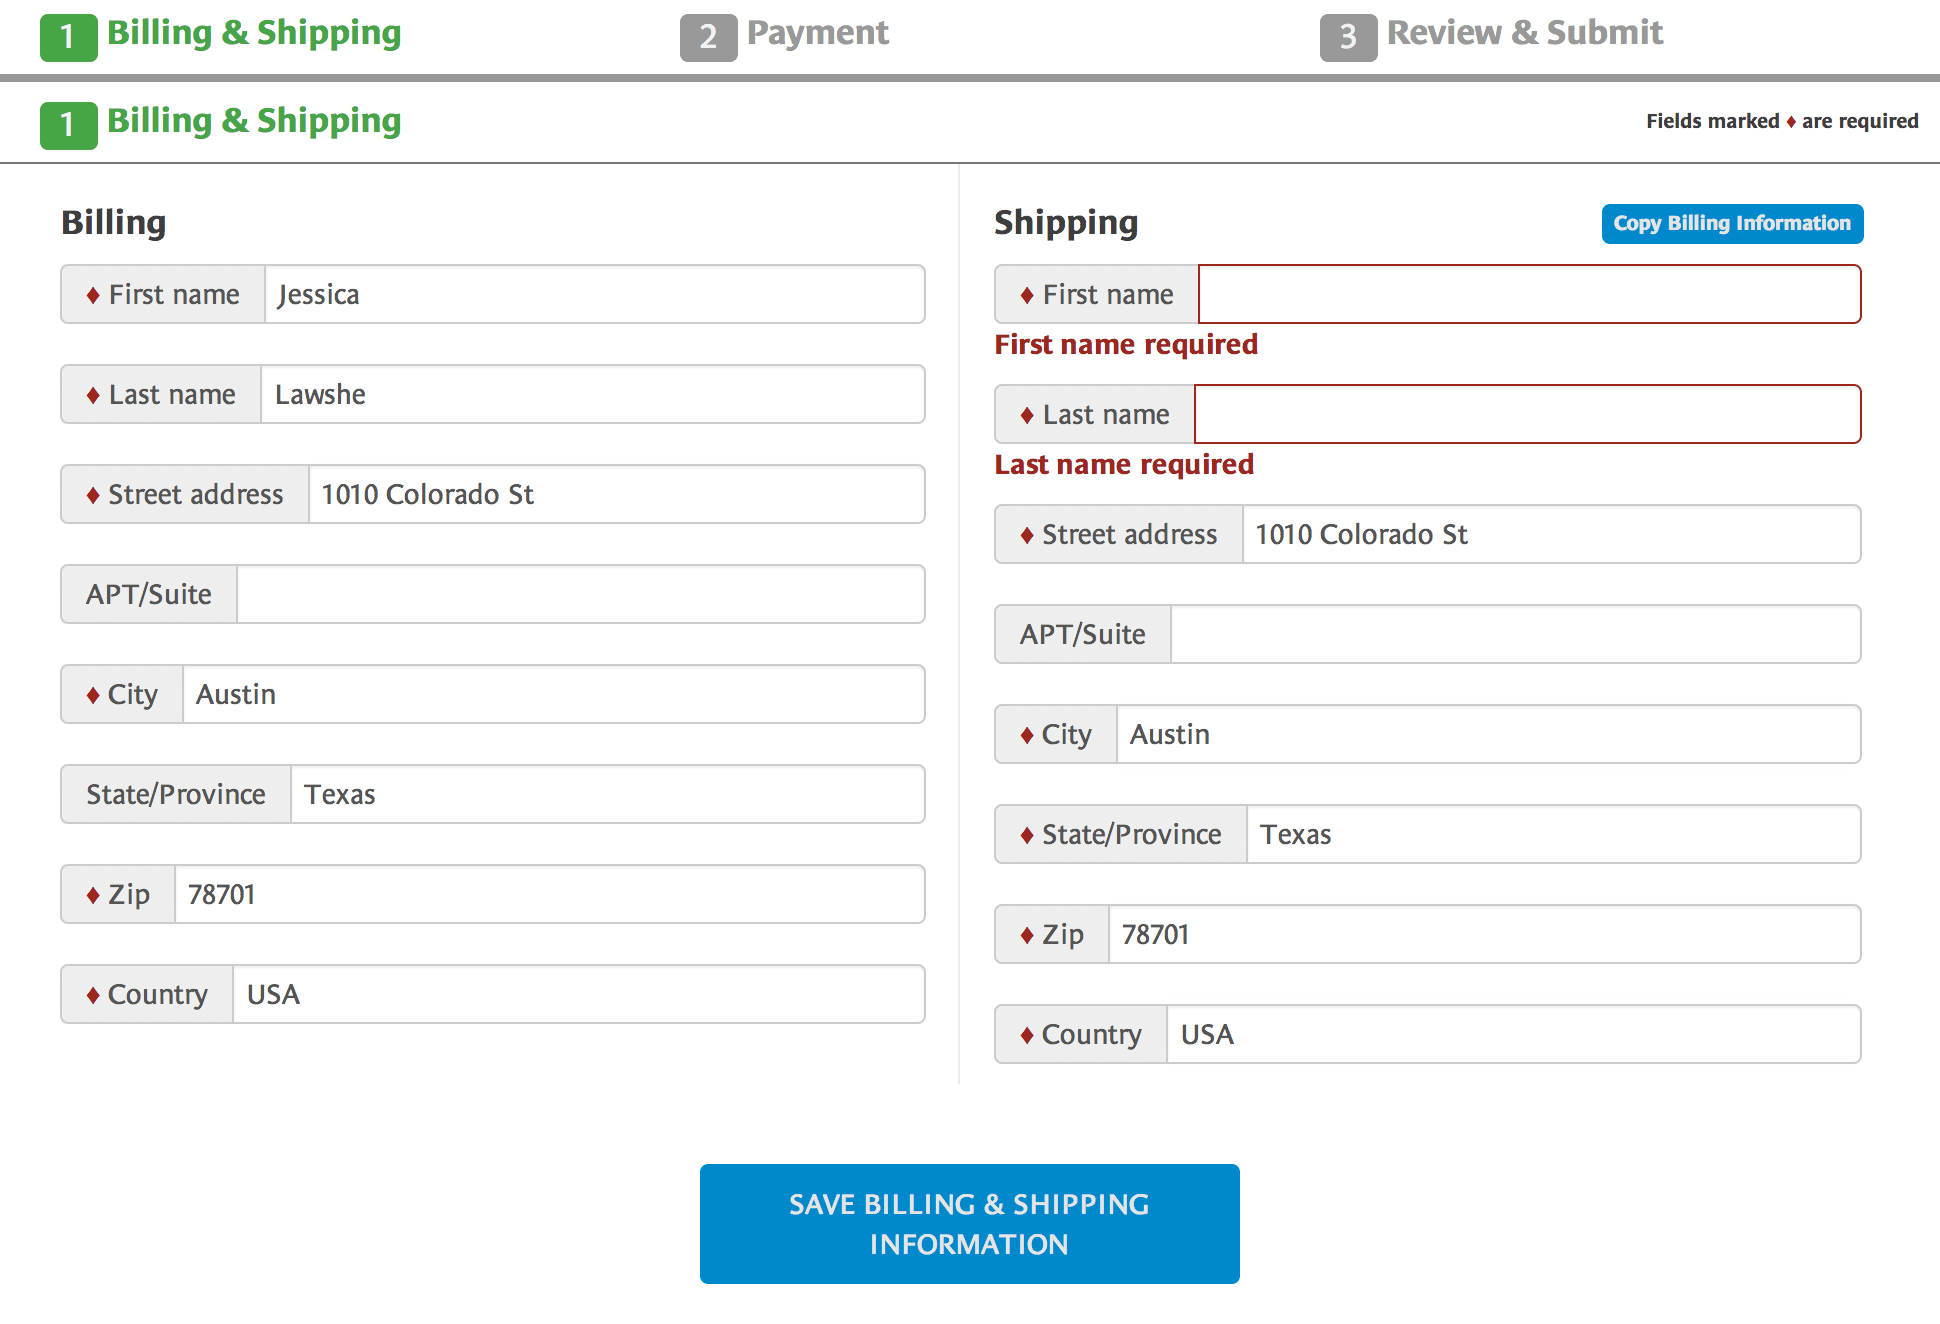 1 Billing & Shipping
2 Payment
3 Review & Submit
1 Billing & Shipping
Fields marked ♦ are required
Billing
♦ First name Jessica
♦ Last name Lawshe
♦ Street address 1010 Colorado St
APT/Suite
♦ City Austin
State/Province Texas
♦ Zip 78701
♦ Country USA
Shipping
Copy Billing Information
♦ First name
First name required
♦ Last name
Last name required
♦ Street address 1010 Colorado St
APT/Suite
♦ City Austin
♦ State/Province Texas
♦ Zip 78701
♦ Country USA
SAVE BILLING & SHIPPING
INFORMATION